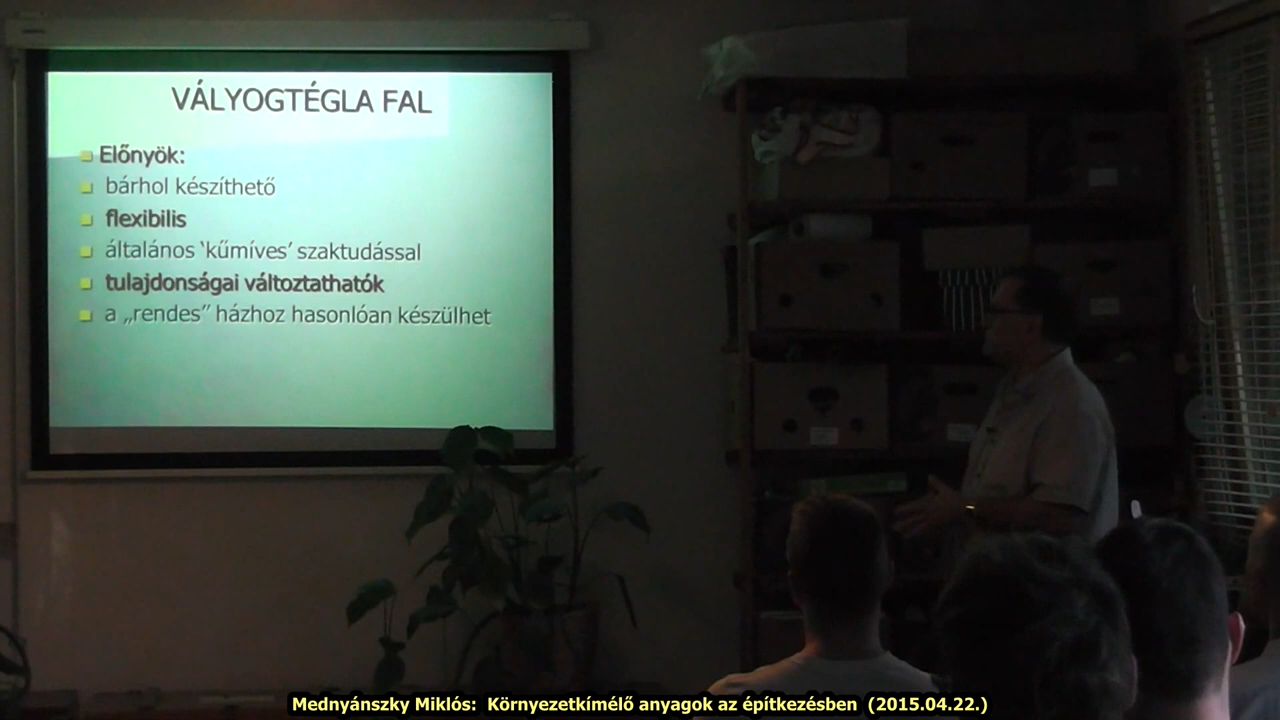 VÁLYOGTÉGLA FAL
Előnyök:
bárhol készíthető
flexibilis
általános ‘kűmíves’ szaktudással
tulajdonságai változtathatók
a „rendes” házhoz hasonlóan készülhet
Mednyánszky Miklós: Környezetkímélő anyagok az építkezésben (2015.04.22.)